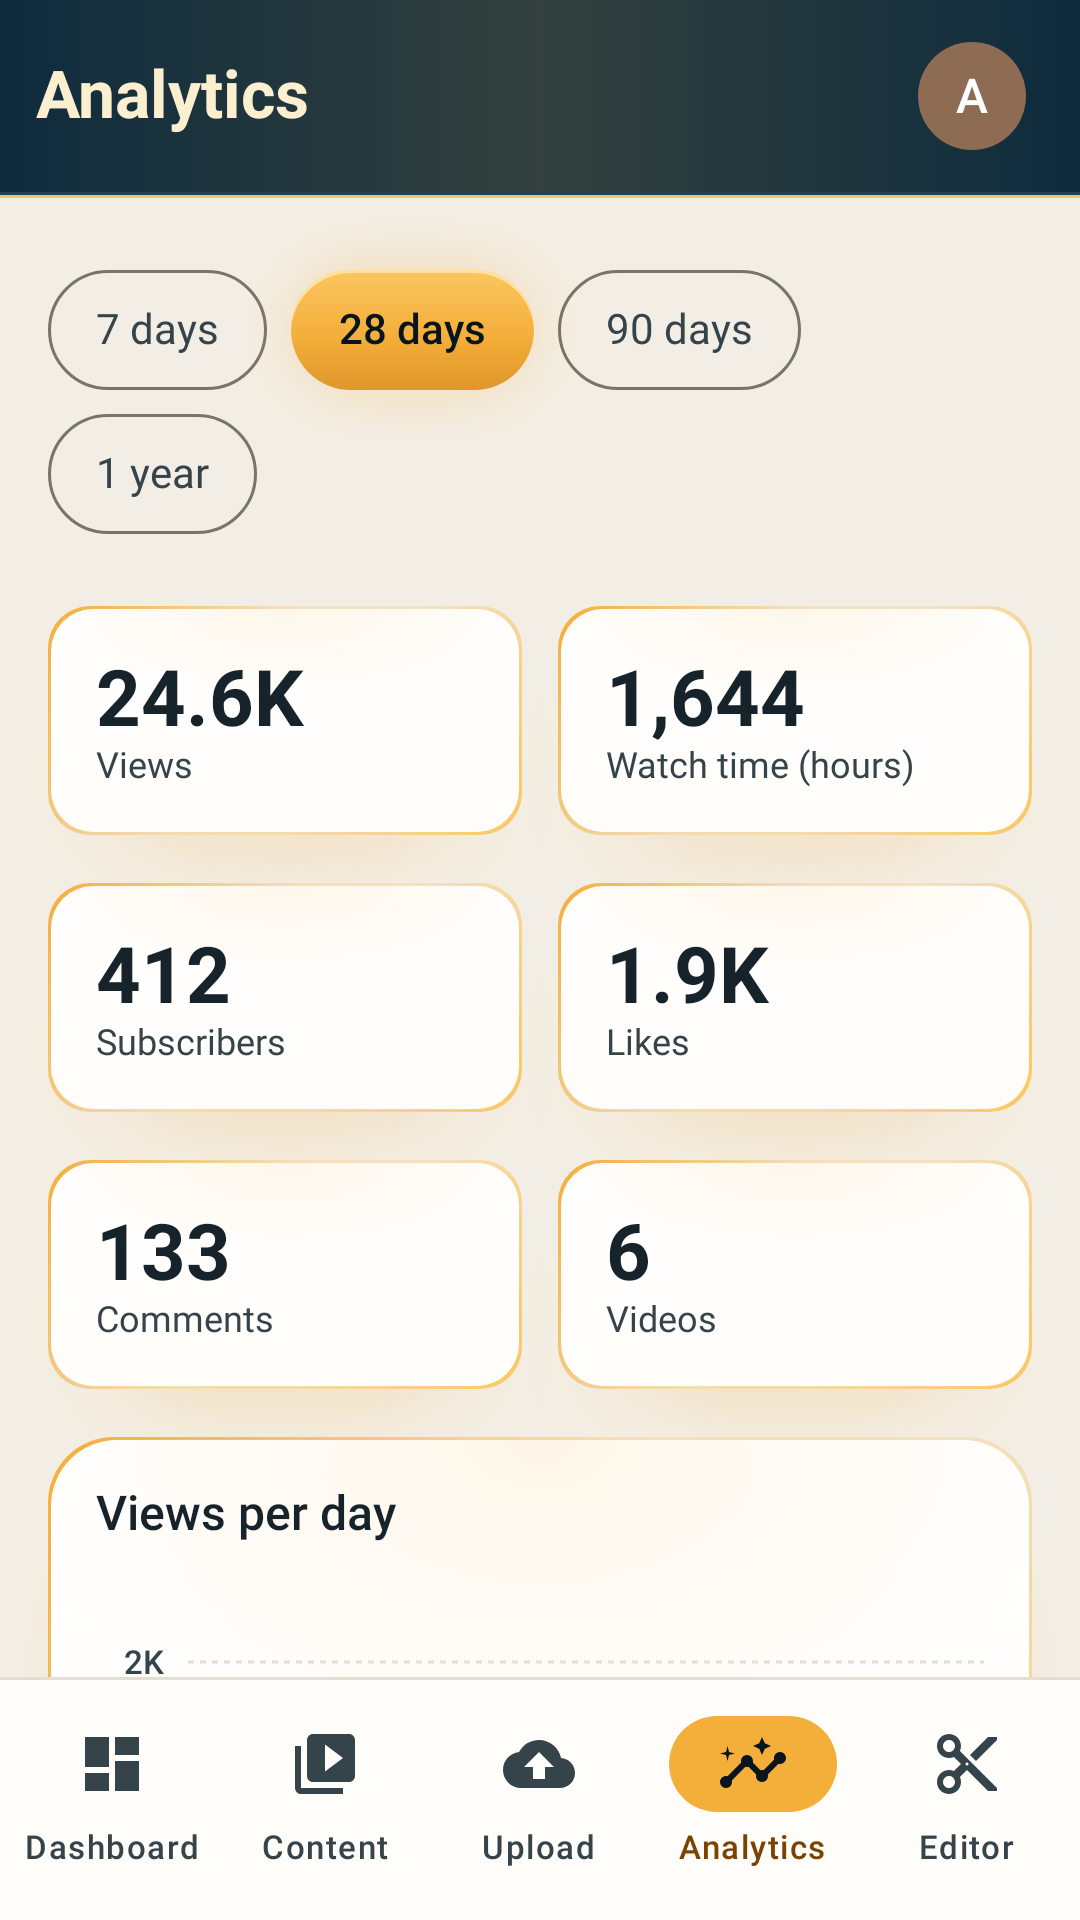 Analytics
A
7 days
28 days
90 days
1 year
24.6K
Views
1,644
Watch time (hours)
412
Subscribers
1.9K
Likes
133
Comments
6
Videos
Views per day
2K
Dashboard
Content
Upload
Analytics
Editor